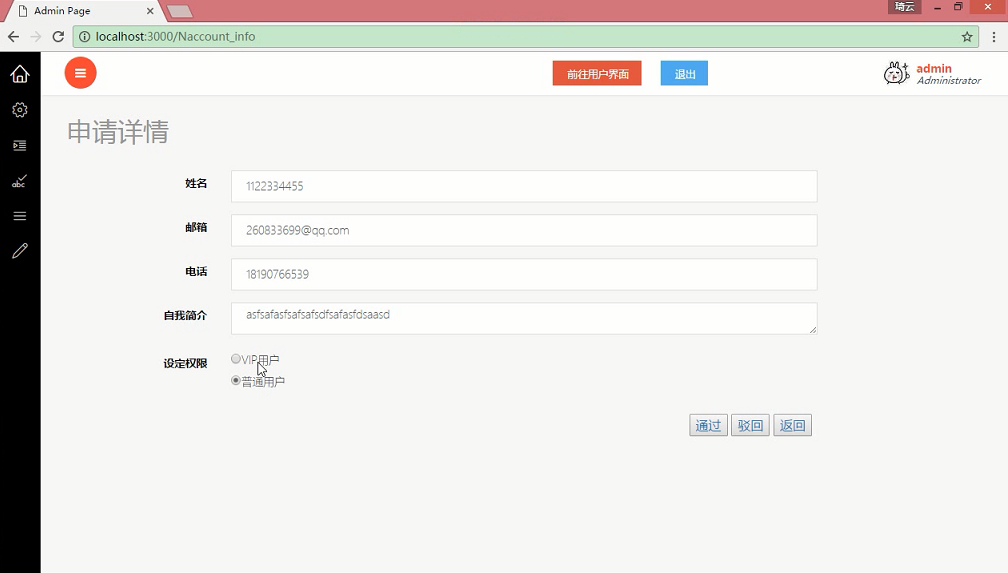 Admin Page
琦云
localhost:3000/Naccount_info
前往用户界面
退出
admin
Administrator
abc
申请详情
姓名
1122334455
邮箱
260833699@qq.com
电话
18190766539
自我简介
asfsafasfsafsafsdfsafasfdsaasd
设定权限
VIP用户
普通用户
通过
驳回
返回